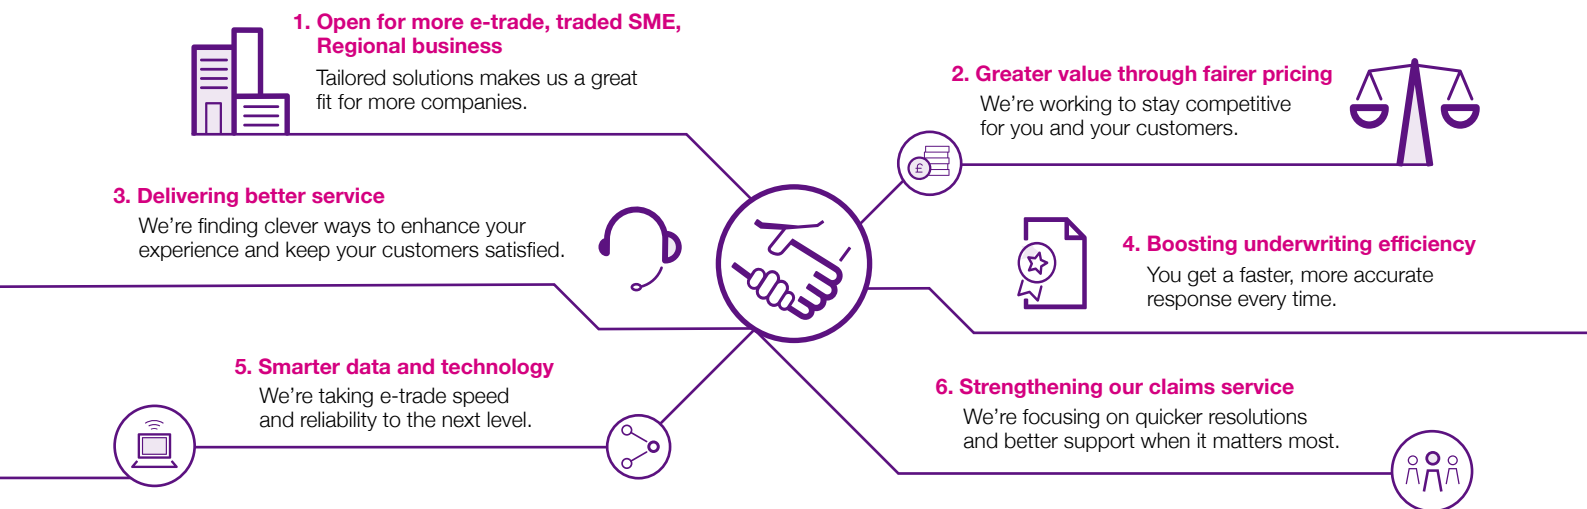 1. Open for more e-trade, traded SME,
Regional business
Tailored solutions makes us a great
fit for more companies.
2. Greater value through fairer pricing
We’re working to stay competitive
for you and your customers.
£
3. Delivering better service
We’re finding clever ways to enhance your
experience and keep your customers satisfied.
4. Boosting underwriting efficiency
You get a faster, more accurate
response every time.
5. Smarter data and technology
We’re taking e-trade speed
and reliability to the next level.
6. Strengthening our claims service
We’re focusing on quicker resolutions
and better support when it matters most.